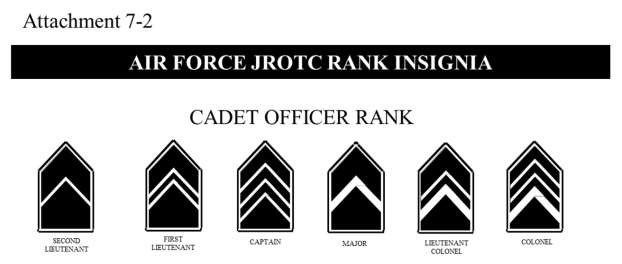 Attachment 7-2
AIR FORCE JROTC RANK INSIGNIA
CADET OFFICER RANK
SECOND
LIEUTENANT
FIRST
LIEUTENANT
CAPTAIN
MAJOR
LIEUTENANT
COLONEL
COLONEL